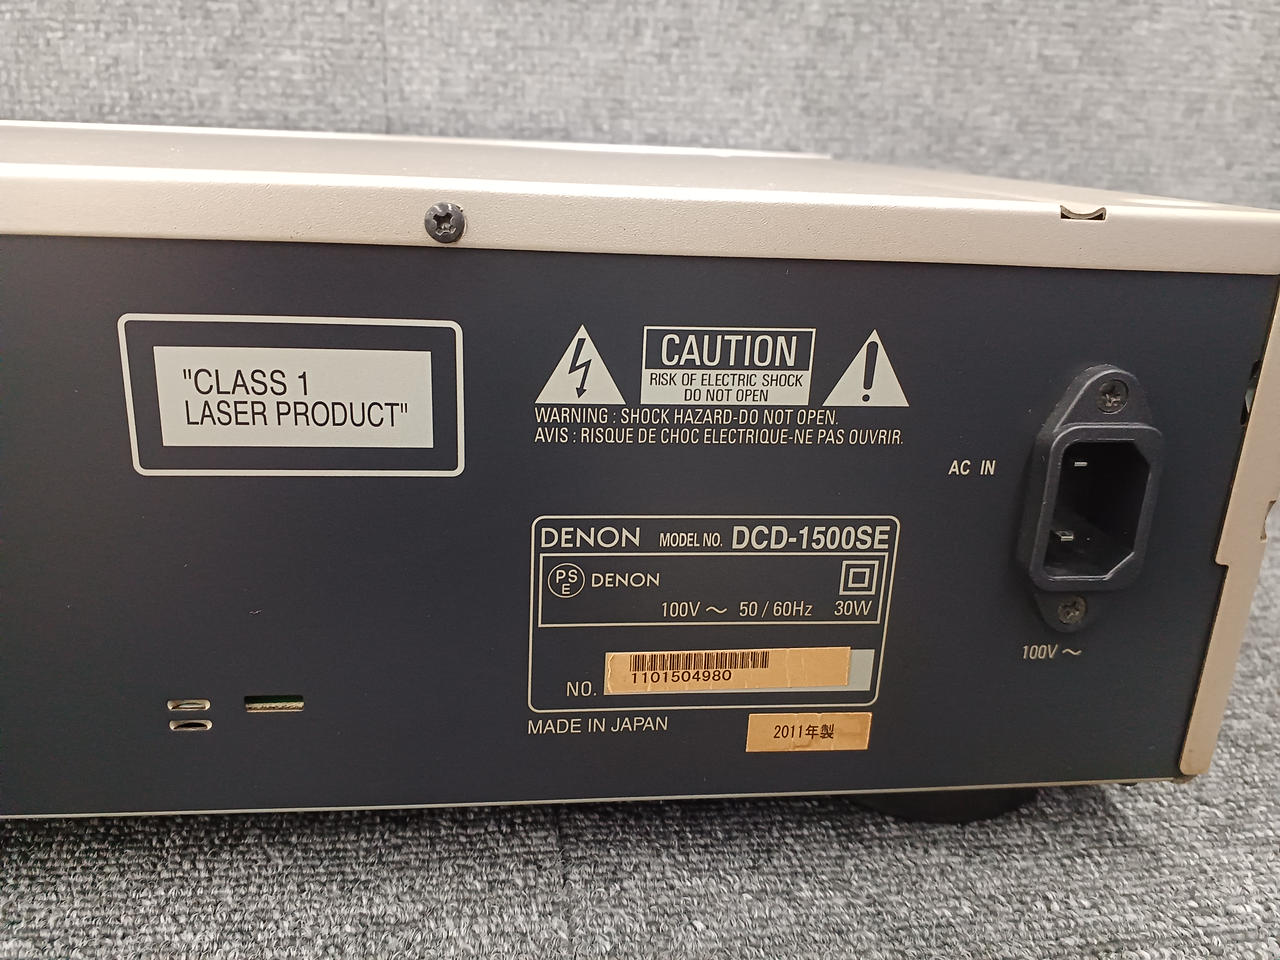 "CLASS 1
LASER PRODUCT"
CAUTION
RISK OF ELECTRIC SHOCK
DO NOT OPEN
WARNING : SHOCK HAZARD-DO NOT OPEN.
AVIS : RISQUE DE CHOC ELECTRIQUE-NE PAS OUVRIR.
AC IN
100V ～
DENON MODEL NO. DCD-1500SE
PSE DENON
100V ～ 50 / 60Hz 30W
NO. 1101504980
MADE IN JAPAN
2011年製